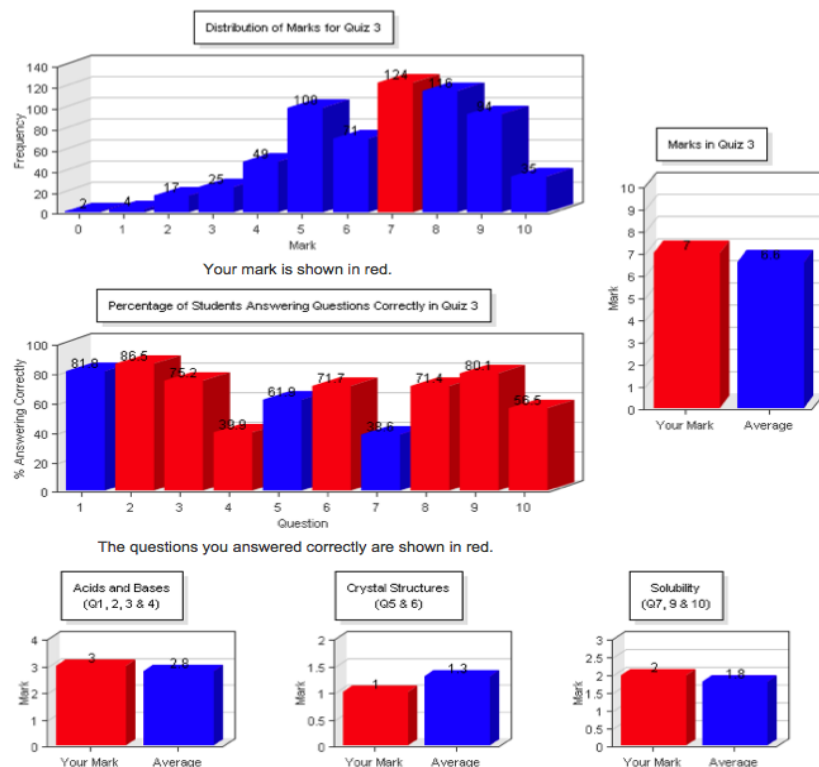 Distribution of Marks for Quiz 3
140
120
100
80
60
40
20
0
Frequency
2 4 17 25 49 109 71 124 116 94 35
0 1 2 3 4 5 6 7 8 9 10
Mark
Your mark is shown in red.
Marks in Quiz 3
10
9
8
7
6
5
4
3
2
1
0
Mark
7 6.6
Your Mark Average
Percentage of Students Answering Questions Correctly in Quiz 3
100
80
60
40
20
0
% Answering Correctly
86.5 75.2 61.9 71.7 38.6 71.4 80.1 56.5
1 2 3 4 5 6 7 8 9 10
Question
The questions you answered correctly are shown in red.
Acids and Bases
(Q1, 2, 3 & 4)
4
3
2
1
0
Mark
3 2.8
Your Mark Average
Crystal Structures
(Q5 & 6)
2
1.5
1
0.5
0
Mark
1 1.3
Your Mark Average
Solubility
(Q7, 9 & 10)
3
2.5
2
1.5
1
0.5
0
Mark
2 1.8
Your Mark Average